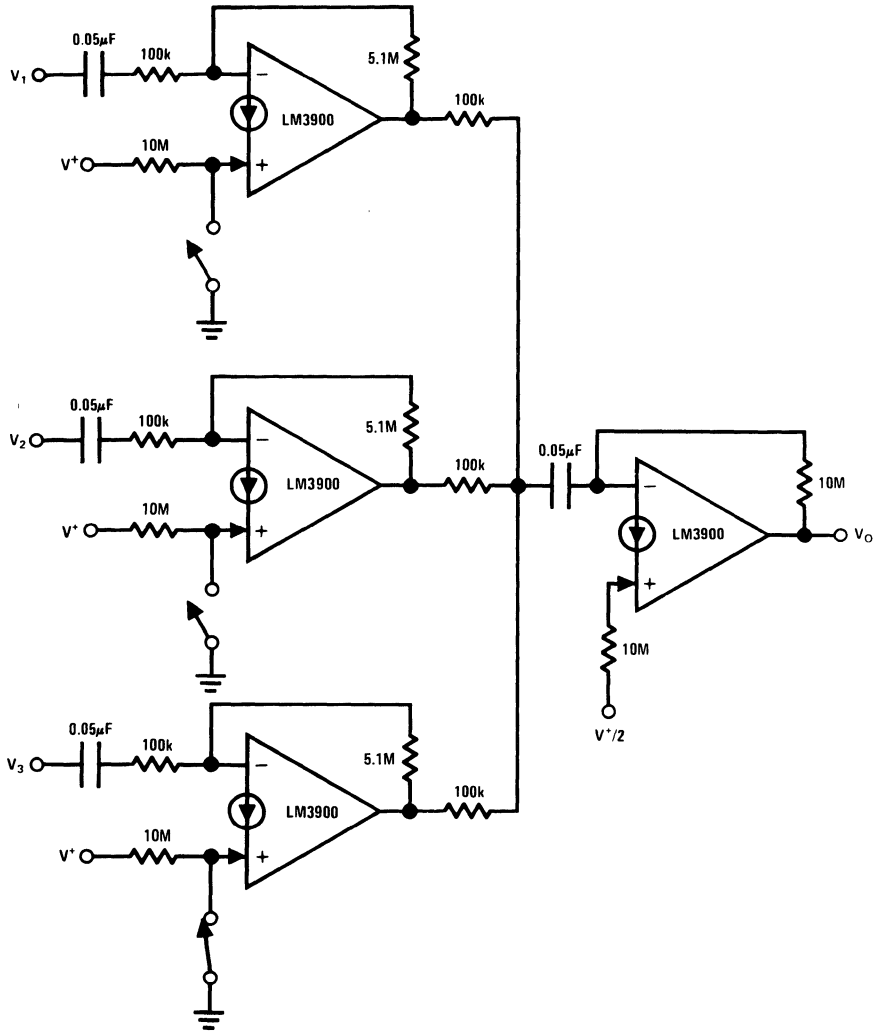 0.05μF
V1
100k
−
5.1M
LM3900
100k
V+
10M
+
0.05μF
V2
100k
−
5.1M
LM3900
100k
V+
10M
+
0.05μF
−
10M
LM3900
VO
+
10M
V+/2
0.05μF
V3
100k
−
5.1M
LM3900
100k
V+
10M
+